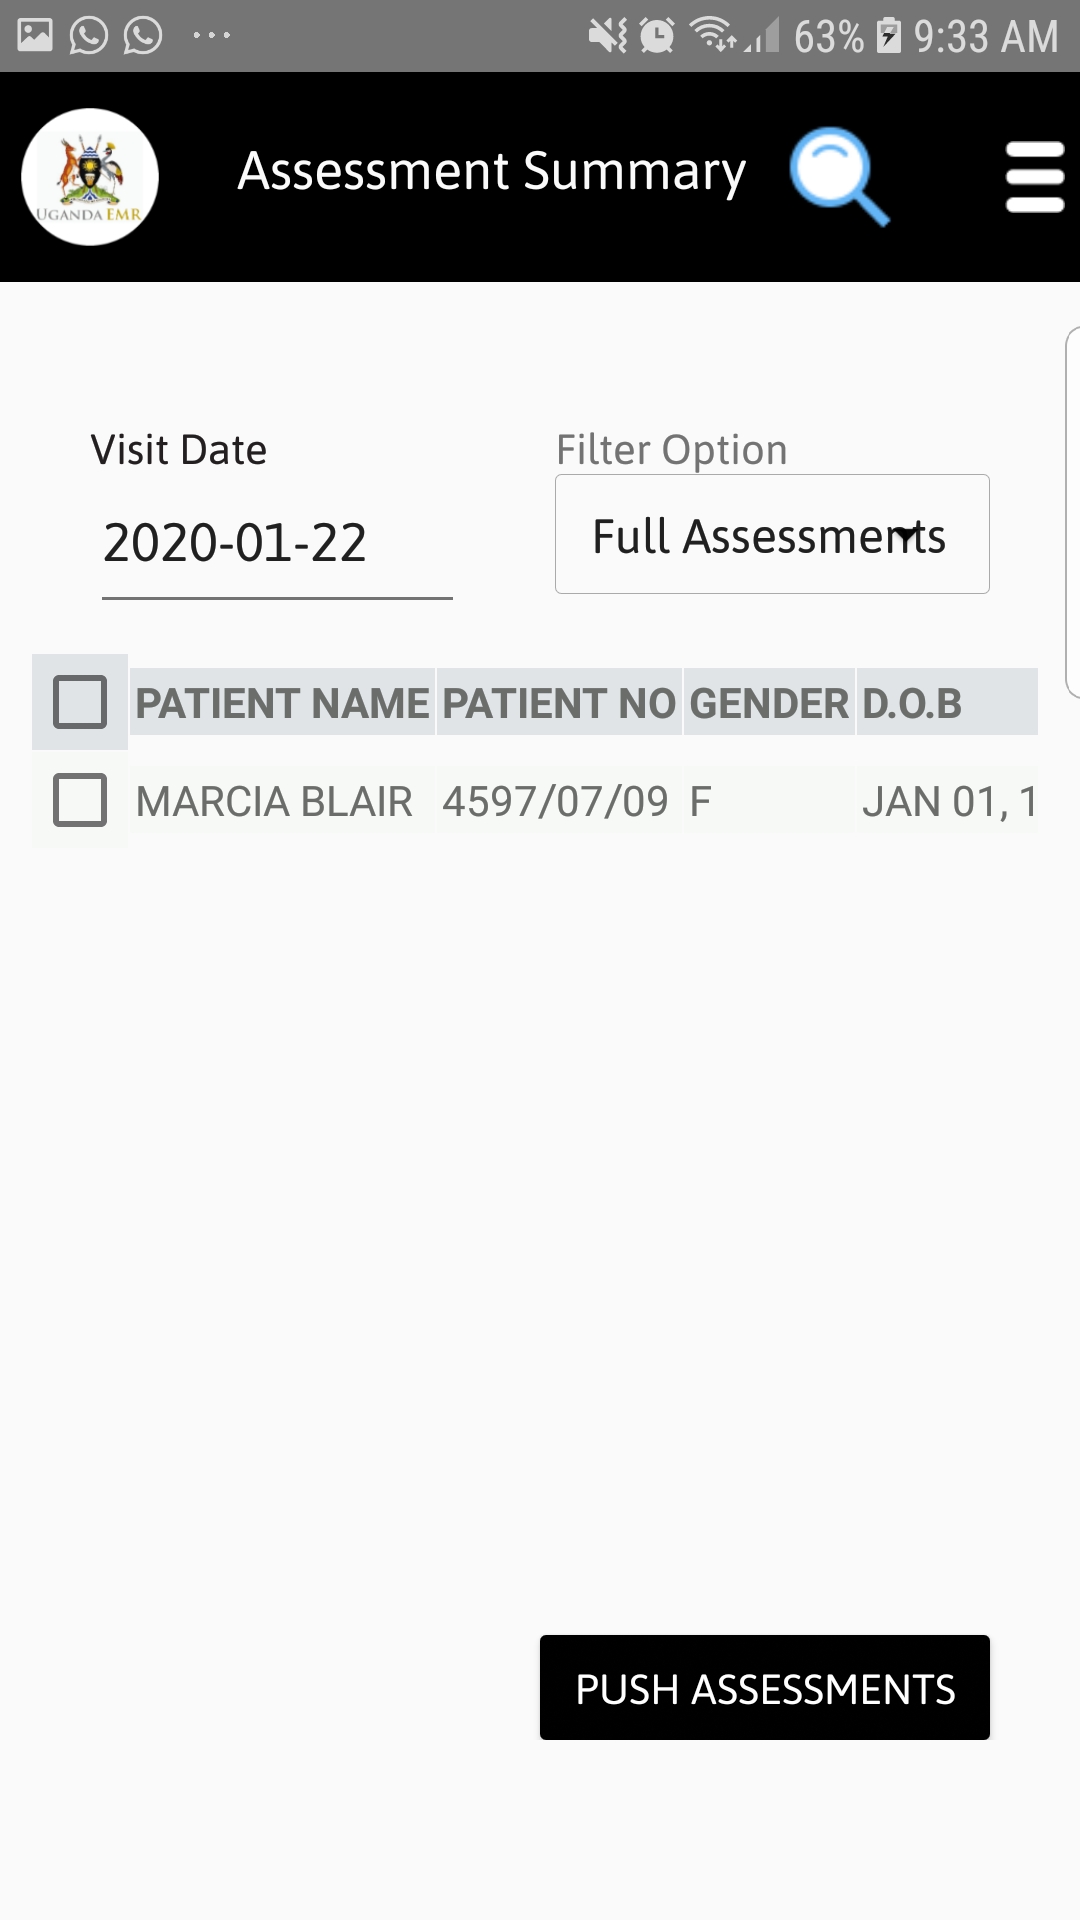 63% 9:33 AM
UGANDA EMR
Assessment Summary
Visit Date
Filter Option
2020-01-22
Full Assessments
PATIENT NAME PATIENT NO GENDER D.O.B
MARCIA BLAIR 4597/07/09 F JAN 01, 1
PUSH ASSESSMENTS